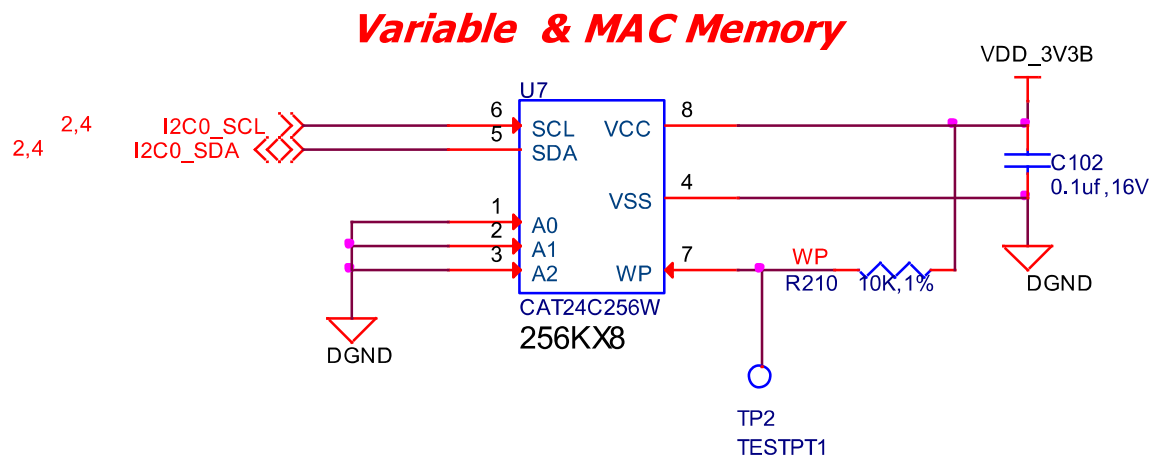 Variable & MAC Memory
VDD_3V3B
U7
2,4 I2C0_SCL 6 SCL VCC 8
2,4 I2C0_SDA 5 SDA
C102
0.1uf,16V
VSS 4
1 A0
2 A1
3 A2 WP 7 WP
R210 10K,1%
DGND
CAT24C256W
256KX8
DGND
TP2
TESTPT1